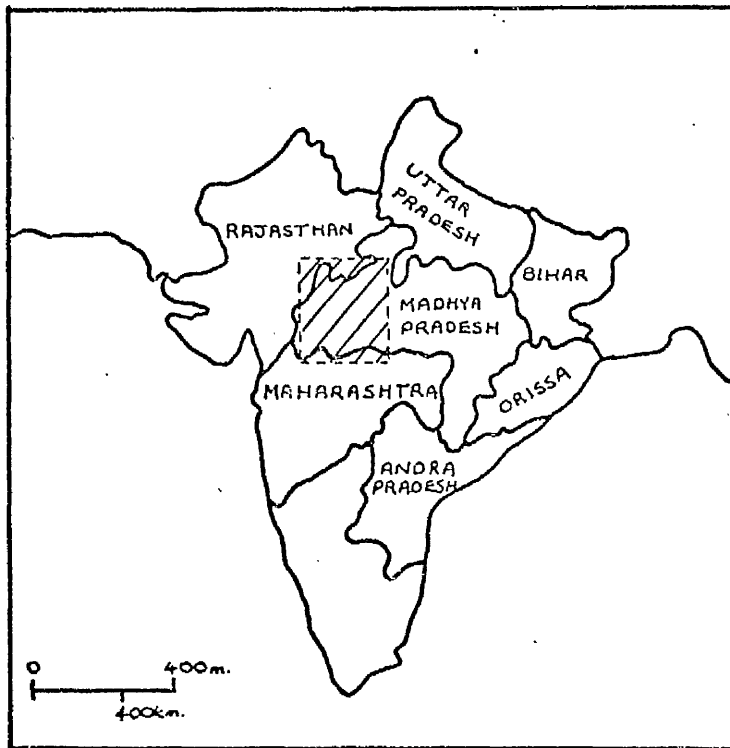 UTTAR
PRADESH
RAJASTHAN
BIHAR
MADHYA
PRADESH
MAHARASHTRA
ORISSA
ANDRA
PRADESH
0 400m.
400km.